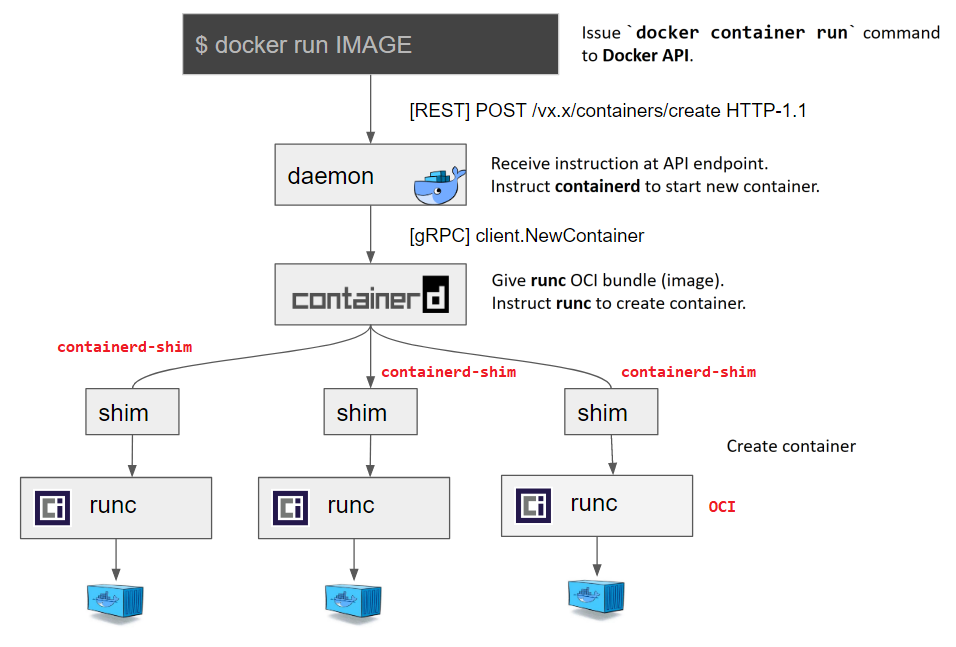 $ docker run IMAGE
Issue `docker container run` command
to Docker API.
[REST] POST /vx.x/containers/create HTTP-1.1
daemon
Receive instruction at API endpoint.
Instruct containerd to start new container.
[gRPC] client.NewContainer
containerd
Give runc OCI bundle (image).
Instruct runc to create container.
containerd-shim
containerd-shim
containerd-shim
shim
shim
shim
Create container
Ci runc
Ci runc
Ci runc
OCI